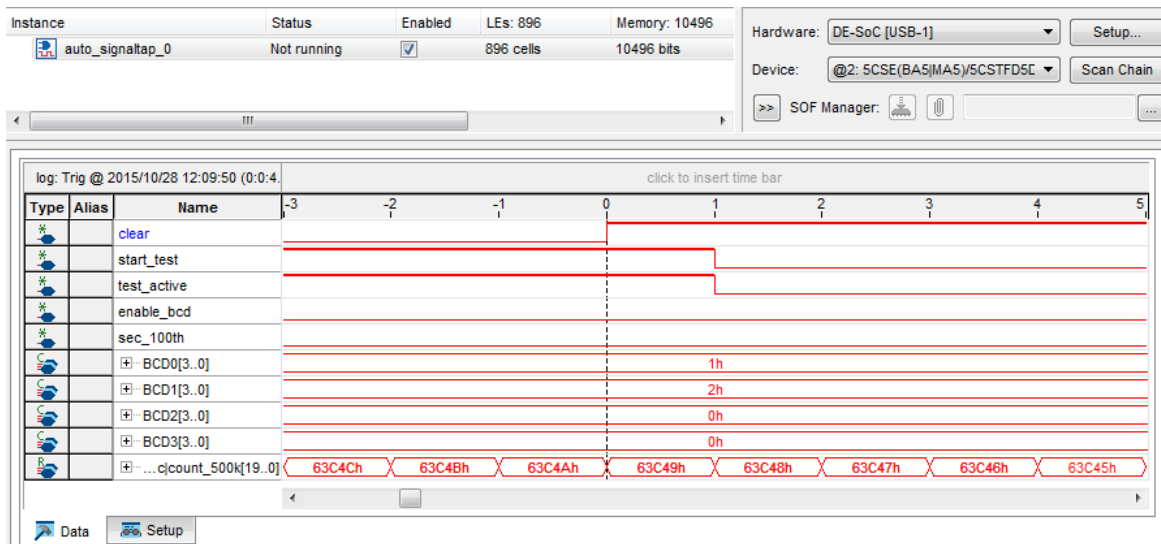 Instance Status Enabled LEs: 896 Memory: 10496
auto_signaltap_0 Not running 896 cells 10496 bits
Hardware: DE-SoC [USB-1] Setup...
Device: @2: 5CSE(BA5|MA5)/5CSTFD5D Scan Chain
>> SOF Manager: ...
log: Trig @ 2015/10/28 12:09:50 (0:0:4. click to insert time bar
Type Alias Name -3 -2 -1 0 1 2 3 4 5
clear
start_test
test_active
enable_bcd
sec_100th
BCD0[3..0] 1h
BCD1[3..0] 2h
BCD2[3..0] 0h
BCD3[3..0] 0h
...c|count_500k[19..0] 63C4Ch 63C4Bh 63C4Ah 63C49h 63C48h 63C47h 63C46h 63C45h
Data Setup